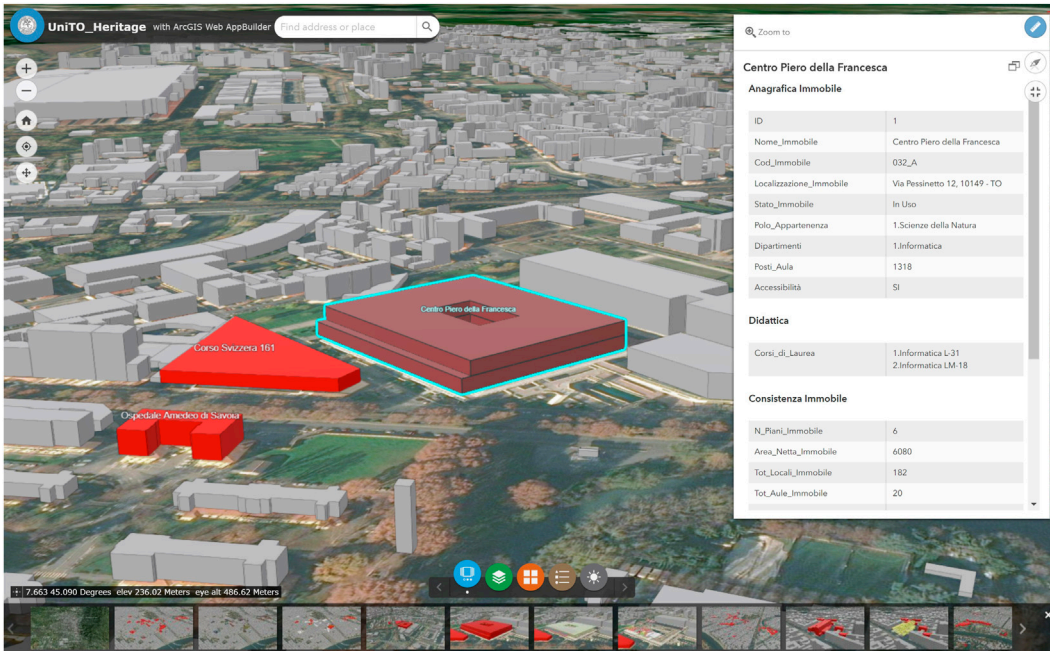 UniTO_Heritage with ArcGIS Web AppBuilder Find address or place
Zoom to
Centro Piero della Francesca
Anagrafica Immobile
ID 1
Nome_Immobile Centro Piero della Francesca
Cod_Immobile 032_A
Localizzazione_Immobile Via Pessinetto 12, 10149 - TO
Stato_Immobile In Uso
Polo_Appartenenza 1.Scienze della Natura
Dipartimenti 1.Informatica
Posti_Aula 1318
Accessibilità SI
Didattica
Corsi_di_Laurea 1.Informatica L-31
2.Informatica LM-18
Consistenza Immobile
N_Piani_Immobile 6
Area_Netta_Immobile 6080
Tot_Locali_Immobile 182
Tot_Aule_Immobile 20
Centro Piero della Francesca
Corso Svizzera 161
Ospedale Amedeo di Savoia
7.663 45.090 Degrees elev 236.02 Meters eye alt 486.62 Meters